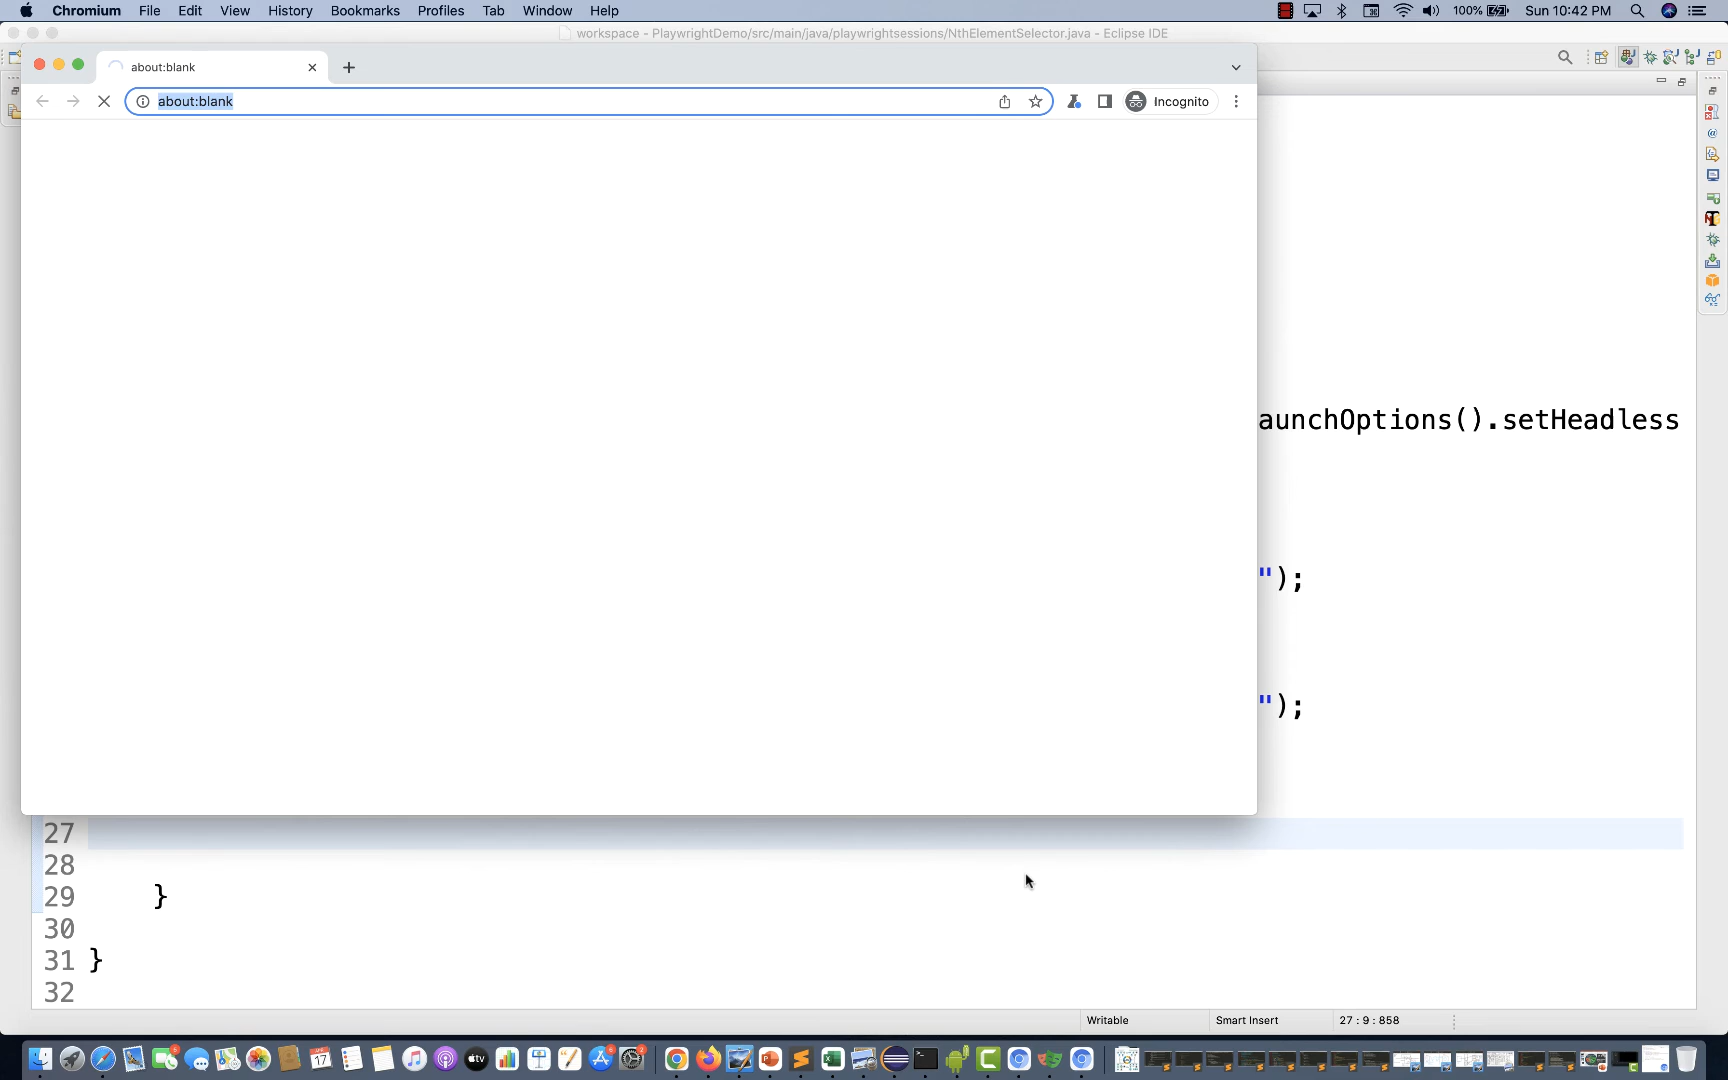 Chromium File Edit View History Bookmarks Profiles Tab Window Help 100% Sun 10:42 PM
workspace - PlaywrightDemo/src/main/java/playwrightsessions/NthElementSelector.java - Eclipse IDE
about:blank
about:blank Incognito
aunchOptions().setHeadless
");
");
27
28
29 }
30
31 }
32
Writable Smart Insert 27 : 9 : 858